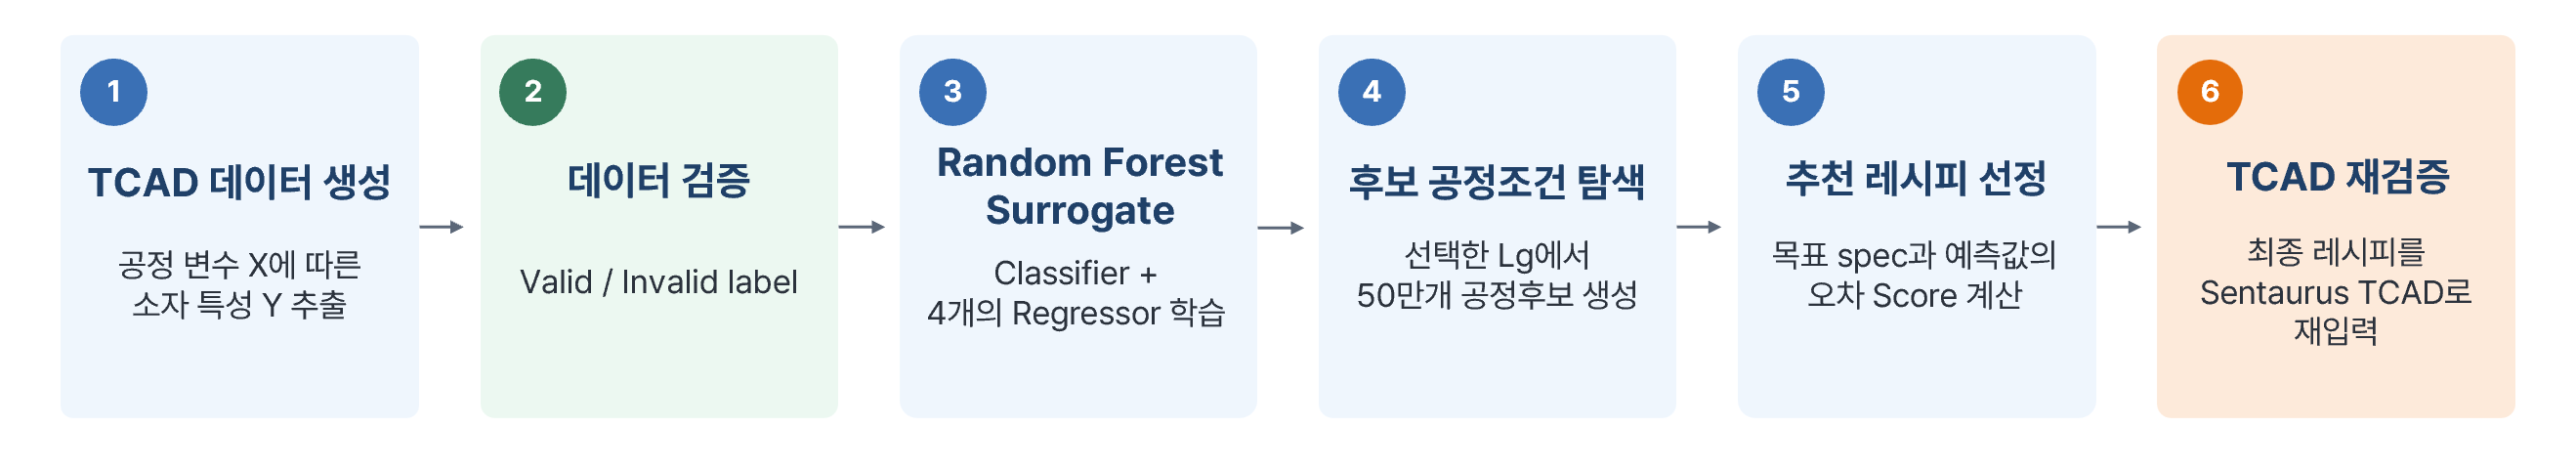 1
TCAD 데이터 생성
공정 변수 X에 따른
소자 특성 Y 추출
2
데이터 검증
Valid / Invalid label
3
Random Forest
Surrogate
Classifier +
4개의 Regressor 학습
4
후보 공정조건 탐색
선택한 Lg에서
50만개 공정후보 생성
5
추천 레시피 선정
목표 spec과 예측값의
오차 Score 계산
6
TCAD 재검증
최종 레시피를
Sentaurus TCAD로
재입력